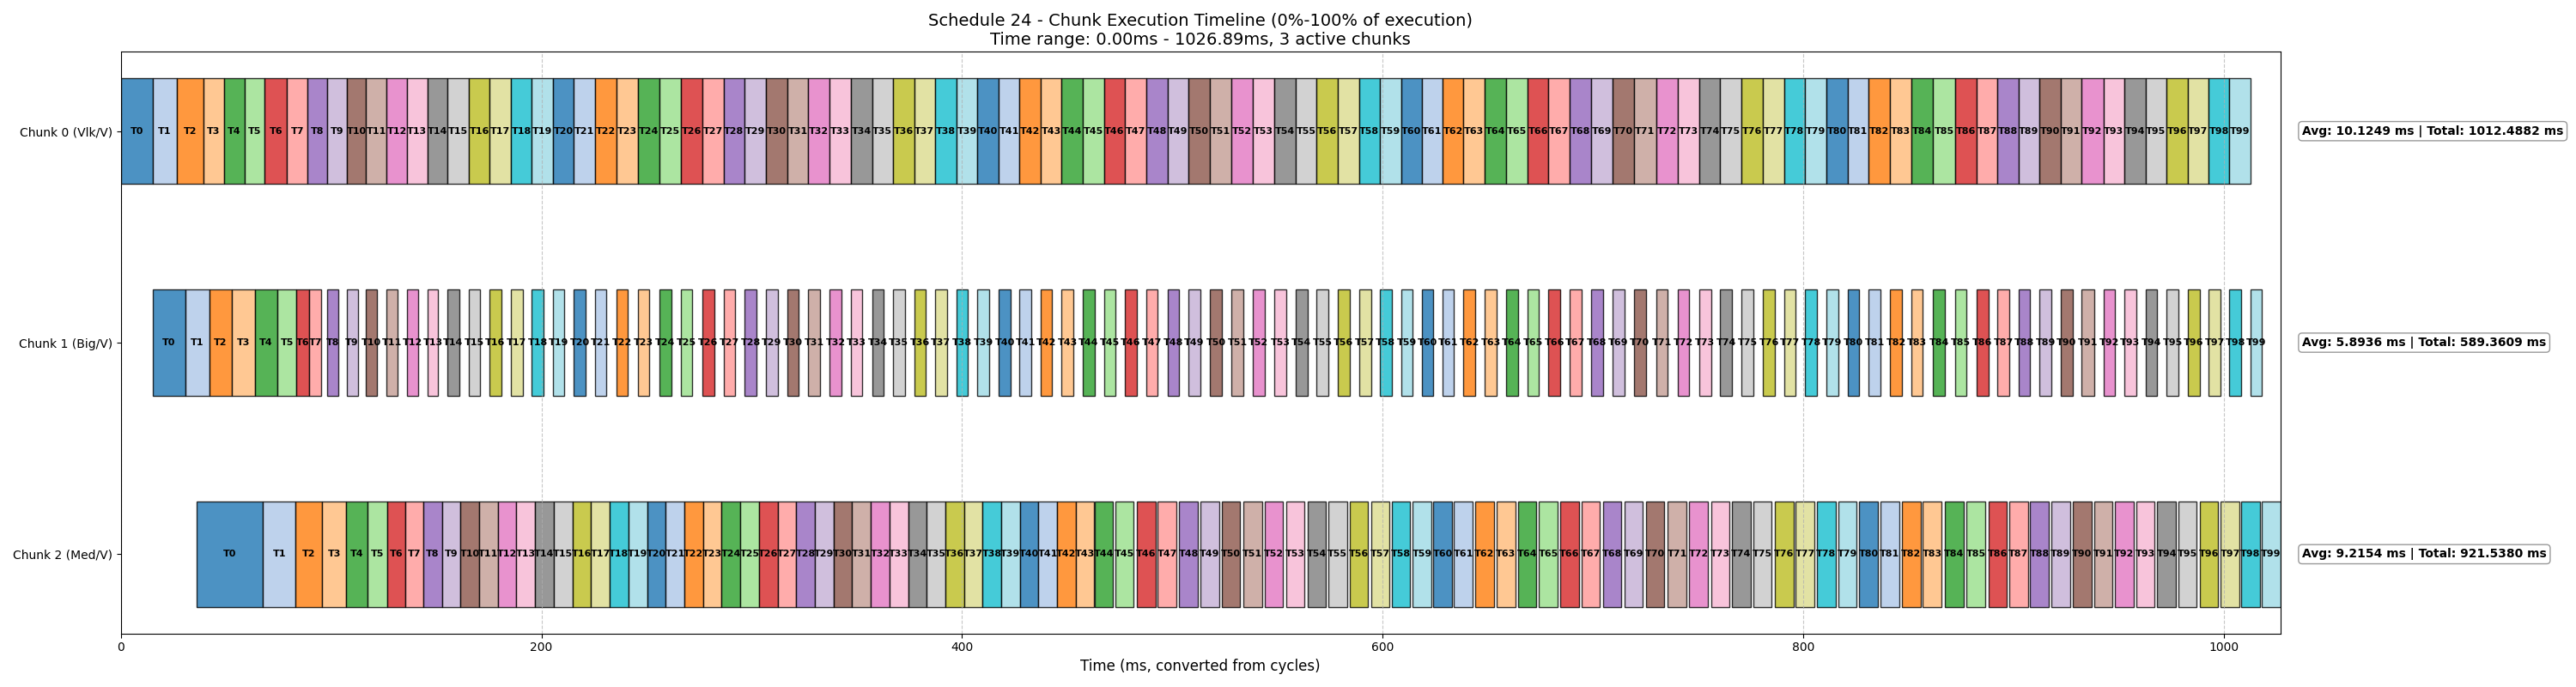 Schedule 24 - Chunk Execution Timeline (0%-100% of execution)
Time range: 0.00ms - 1026.89ms, 3 active chunks
Chunk 0 (Vlk/V)
T0 T1 T2 T3 T4 T5 T6 T7 T8 T9 T10 T11 T12 T13 T14 T15 T16 T17 T18 T19 T20 T21 T22 T23 T24 T25 T26 T27 T28 T29 T30 T31 T32 T33 T34 T35 T36 T37 T38 T39 T40 T41 T42 T43 T44 T45 T46 T47 T48 T49 T50 T51 T52 T53 T54 T55 T56 T57 T58 T59 T60 T61 T62 T63 T64 T65 T66 T67 T68 T69 T70 T71 T72 T73 T74 T75 T76 T77 T78 T79 T80 T81 T82 T83 T84 T85 T86 T87 T88 T89 T90 T91 T92 T93 T94 T95 T96 T97 T98 T99
Avg: 10.1249 ms | Total: 1012.4882 ms
Chunk 1 (Big/V)
T0 T1 T2 T3 T4 T5 T6 T7 T8 T9 T10 T11 T12 T13 T14 T15 T16 T17 T18 T19 T20 T21 T22 T23 T24 T25 T26 T27 T28 T29 T30 T31 T32 T33 T34 T35 T36 T37 T38 T39 T40 T41 T42 T43 T44 T45 T46 T47 T48 T49 T50 T51 T52 T53 T54 T55 T56 T57 T58 T59 T60 T61 T62 T63 T64 T65 T66 T67 T68 T69 T70 T71 T72 T73 T74 T75 T76 T77 T78 T79 T80 T81 T82 T83 T84 T85 T86 T87 T88 T89 T90 T91 T92 T93 T94 T95 T96 T97 T98 T99
Avg: 5.8936 ms | Total: 589.3609 ms
Chunk 2 (Med/V)
T0 T1 T2 T3 T4 T5 T6 T7 T8 T9 T10 T11 T12 T13 T14 T15 T16 T17 T18 T19 T20 T21 T22 T23 T24 T25 T26 T27 T28 T29 T30 T31 T32 T33 T34 T35 T36 T37 T38 T39 T40 T41 T42 T43 T44 T45 T46 T47 T48 T49 T50 T51 T52 T53 T54 T55 T56 T57 T58 T59 T60 T61 T62 T63 T64 T65 T66 T67 T68 T69 T70 T71 T72 T73 T74 T75 T76 T77 T78 T79 T80 T81 T82 T83 T84 T85 T86 T87 T88 T89 T90 T91 T92 T93 T94 T95 T96 T97 T98 T99
Avg: 9.2154 ms | Total: 921.5380 ms
0 200 400 600 800 1000
Time (ms, converted from cycles)